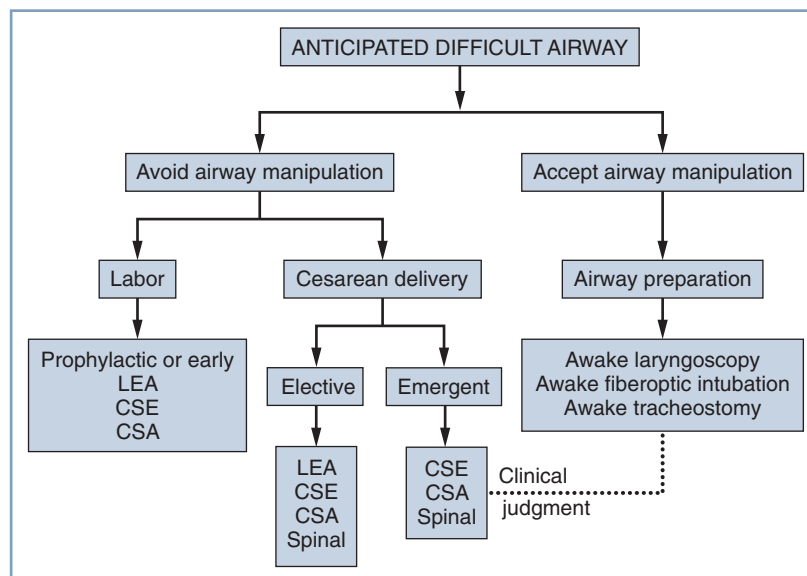 ANTICIPATED DIFFICULT AIRWAY
Avoid airway manipulation
Accept airway manipulation
Labor
Cesarean delivery
Airway preparation
Prophylactic or early
LEA
CSE
CSA
Elective
Emergent
Awake laryngoscopy
Awake fiberoptic intubation
Awake tracheostomy
LEA
CSE
CSA
Spinal
CSE
CSA
Spinal
Clinical
judgment